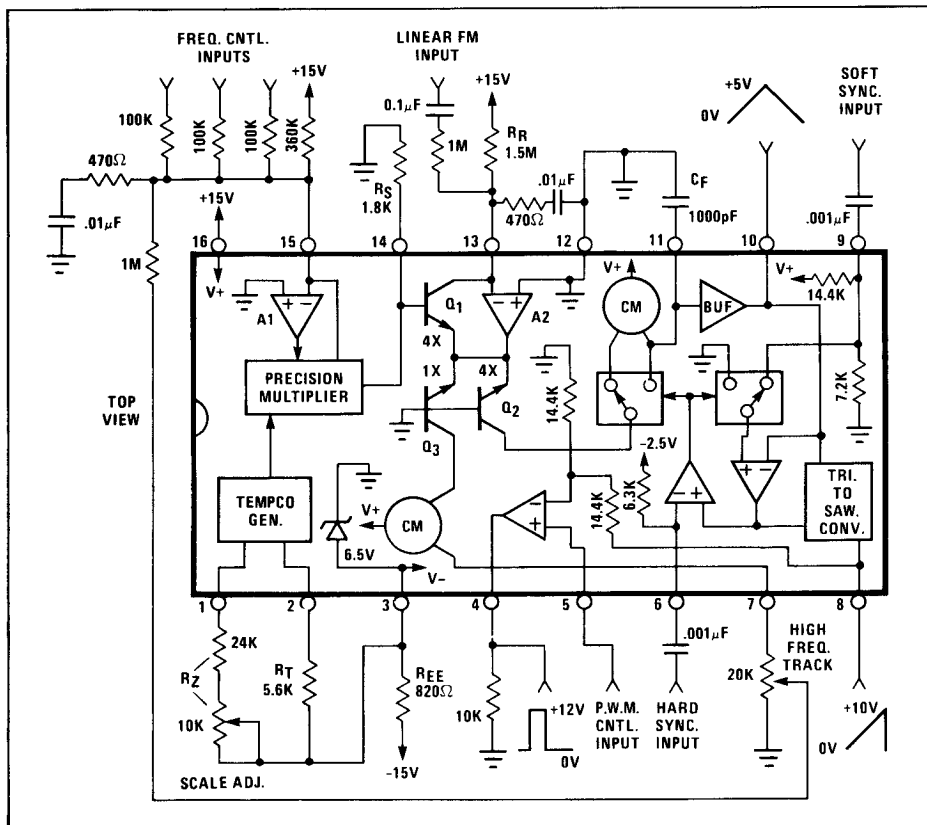 FREQ. CNTL.
INPUTS
LINEAR FM
INPUT
SOFT
SYNC.
INPUT
+15V
+15V
+5V
0V
100K
100K
100K
360K
0.1µF
1M
RR
1.5M
470Ω
.01µF
+15V
RS
1.8K
470Ω
.01µF
CF
1000pF
.001µF
1M
16
15
14
13
12
11
10
9
V+
A1
+ −
Q1
4X
− +
A2
V+
CM
BUF
V+
14.4K
PRECISION
MULTIPLIER
1X
4X
Q2
Q3
14.4K
7.2K
TOP
VIEW
−2.5V
6.3K
− +
+ −
TEMPCO
GEN.
V+
CM
6.5V
V−
−
+
14.4K
TRI.
TO
SAW.
CONV.
1
2
3
4
5
6
7
8
24K
RZ
10K
RT
5.6K
REE
820Ω
−15V
10K
+12V
0V
P.W.M.
CNTL.
INPUT
HARD
SYNC.
INPUT
.001µF
HIGH
FREQ.
TRACK
20K
+10V
0V
SCALE ADJ.